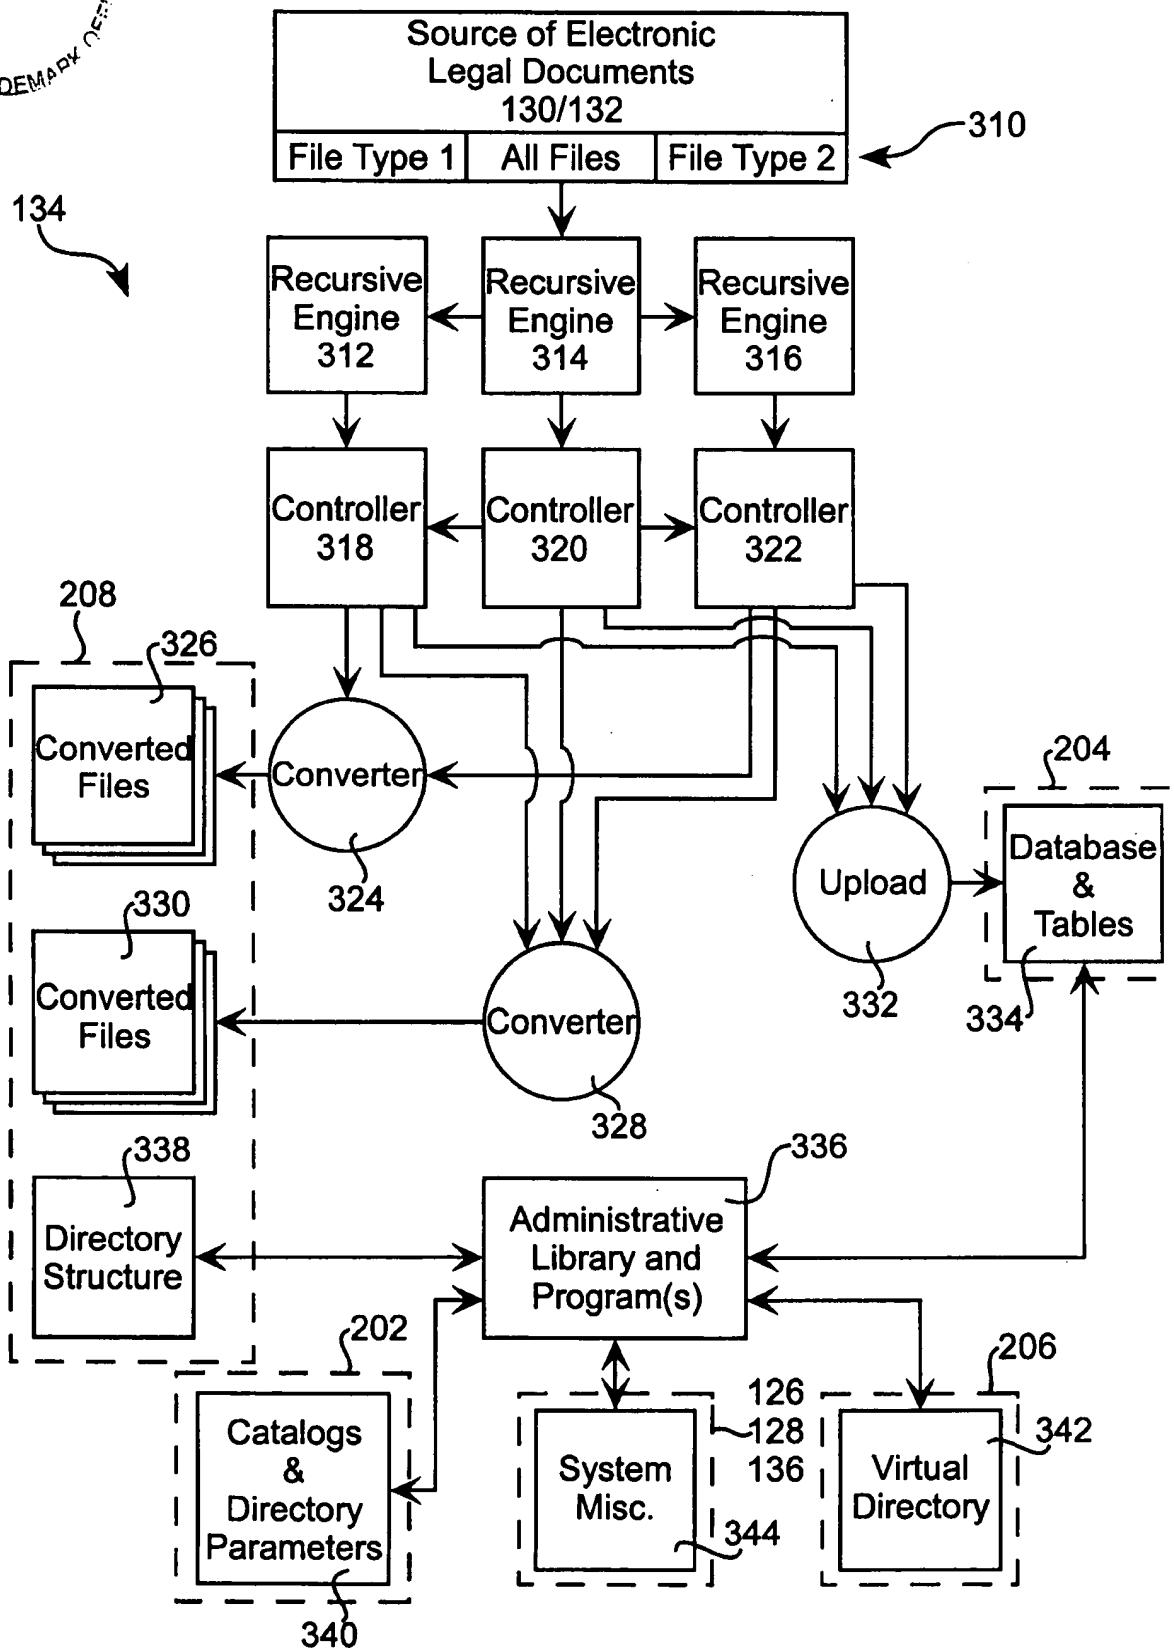 DEMARK OFFI
Source of Electronic
Legal Documents
130/132
File Type 1
All Files
File Type 2
310
134
Recursive
Engine
312
Recursive
Engine
314
Recursive
Engine
316
Controller
318
Controller
320
Controller
322
208
326
Converted
Files
Converter
324
204
Database
&
Tables
334
Upload
332
330
Converted
Files
Converter
328
338
Directory
Structure
336
Administrative
Library and
Program(s)
202
Catalogs
&
Directory
Parameters
340
126
128
136
System
Misc.
344
206
342
Virtual
Directory